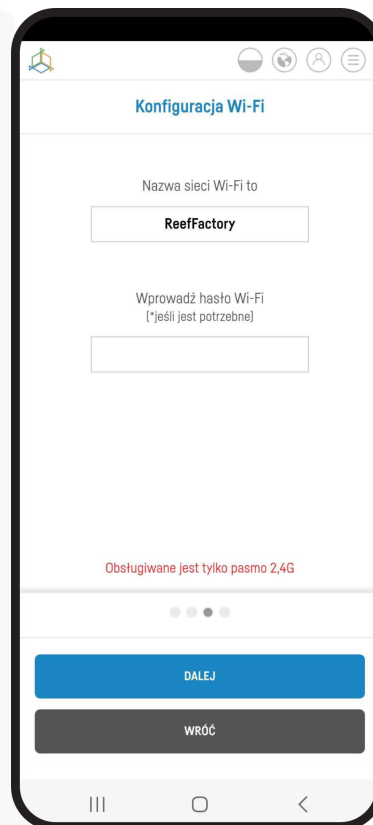 Konfiguracja Wi-Fi
Nazwa sieci Wi-Fi to
ReefFactory
Wprowadź hasło Wi-Fi
(*jeśli jest potrzebne)
Obsługiwane jest tylko pasmo 2,4G
DALEJ
WRÓĆ